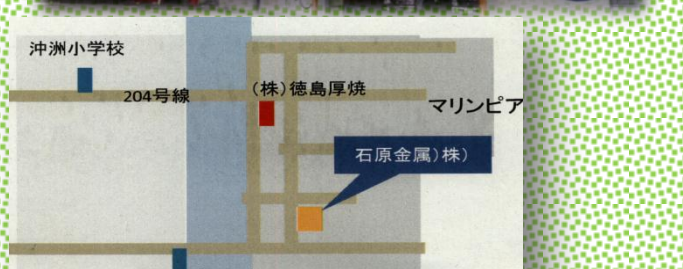 沖洲小学校
204号線
(株)徳島厚焼
マリンピア
石原金属)株)